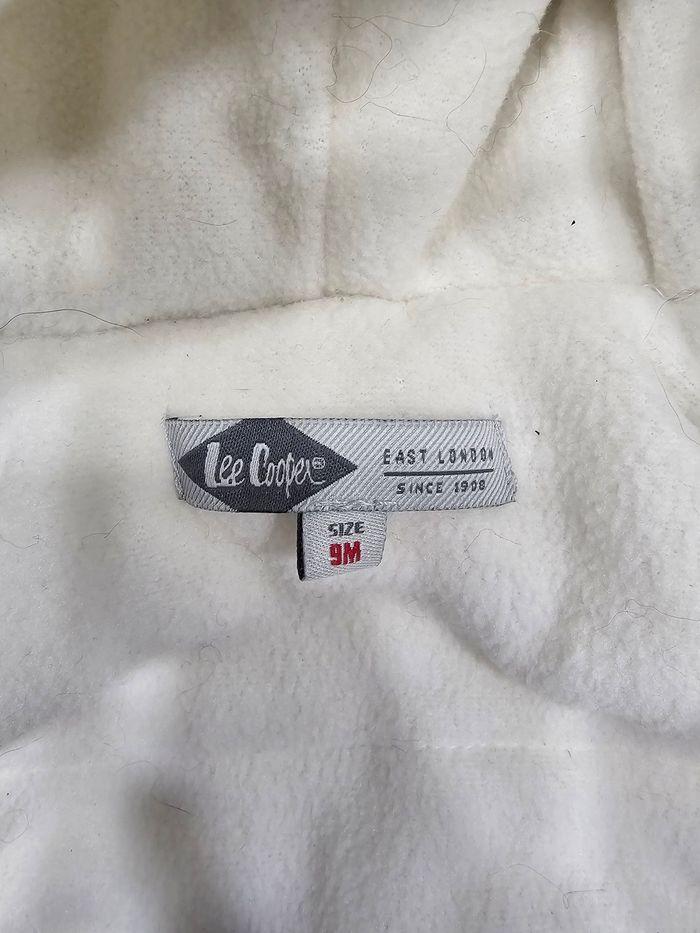 Lee Cooper®
EAST LONDON
SINCE 1908
SIZE
9M